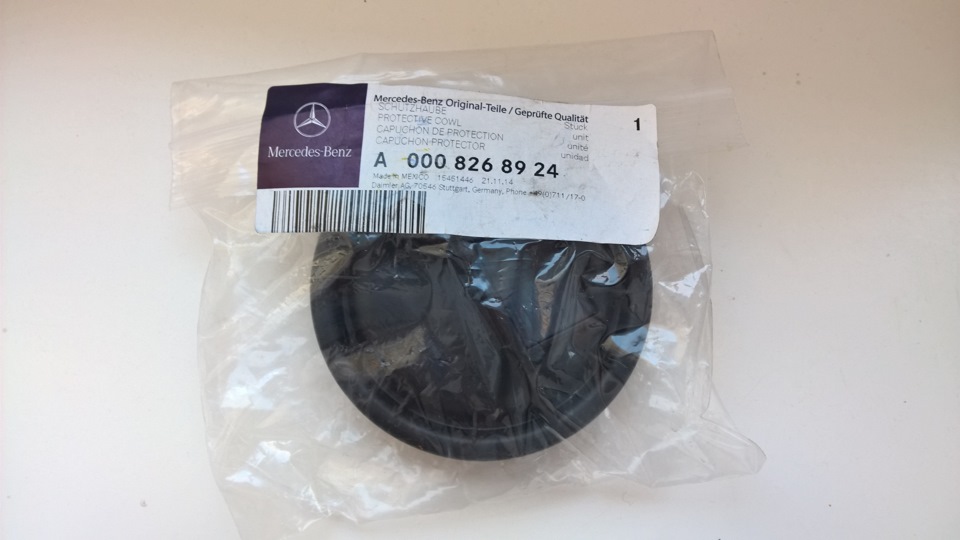 Mercedes-Benz
Mercedes-Benz Original-Teile / Geprüfte Qualität
SCHUTZHAUBE
PROTECTIVE COWL
CAPUCHON DE PROTECTION
CAPUCHON PROTECTOR
Stück
unit
unité
unidad
1
A 000 826 89 24
Made in MEXICO 15451446 21.11.14
Daimler AG, 70546 Stuttgart, Germany, Phone +49(0)711/17-0